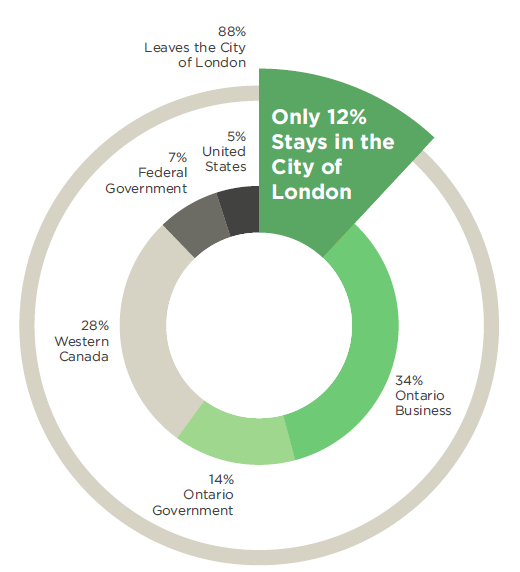 88%
Leaves the City
of London
Only 12%
Stays in the
City of
London
5%
United
States
7%
Federal
Government
28%
Western
Canada
34%
Ontario
Business
14%
Ontario
Government